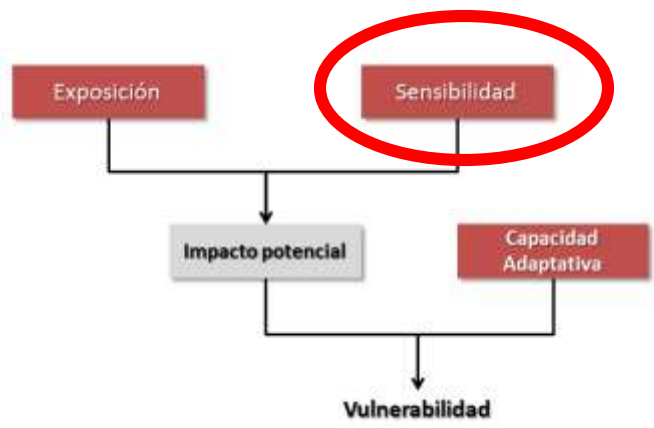 Exposición
Sensibilidad
Impacto potencial
Capacidad
Adaptativa
Vulnerabilidad